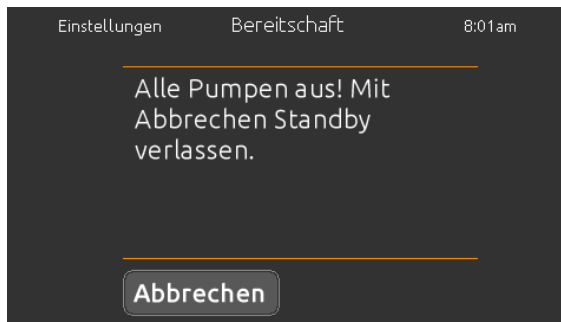 Einstellungen Bereitschaft 8:01am
Alle Pumpen aus! Mit
Abbrechen Standby
verlassen.
Abbrechen